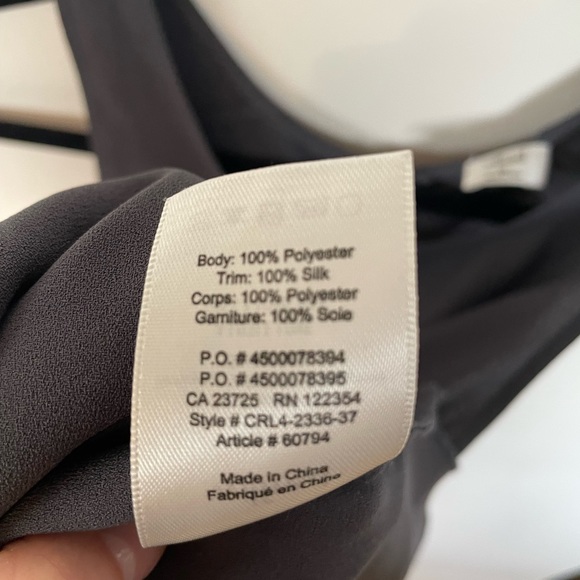 Body: 100% Polyester
Trim: 100% Silk
Corps: 100% Polyester
Garniture: 100% Soie
P.O. # 4500078394
P.O. # 4500078395
CA 23725 RN 122354
Style # CRL4-2336-37
Article # 60794
Made in China
Fabriqué en Chine